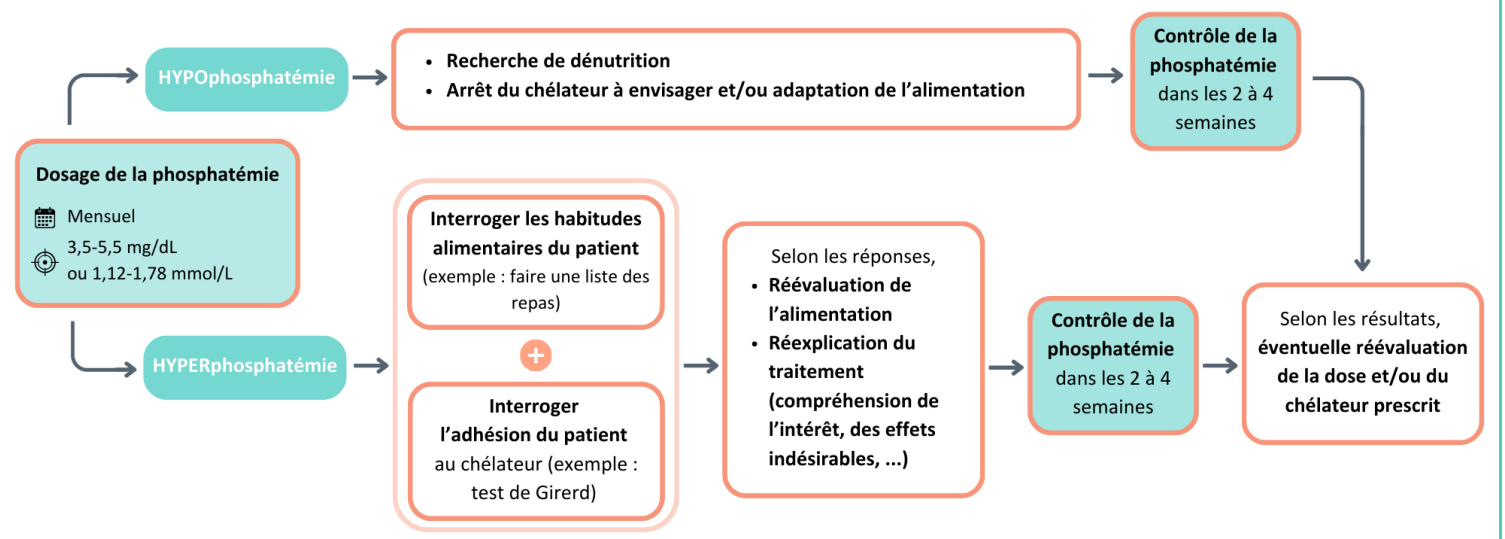 Dosage de la phosphatémie
Mensuel
3,5-5,5 mg/dL
ou 1,12-1,78 mmol/L
HYPOphosphatémie
• Recherche de dénutrition
• Arrêt du chélateur à envisager et/ou adaptation de l’alimentation
Contrôle de la
phosphatémie
dans les 2 à 4
semaines
HYPERphosphatémie
Interroger les habitudes
alimentaires du patient
(exemple : faire une liste des
repas)
+
Interroger
l’adhésion du patient
au chélateur (exemple :
test de Girerd)
Selon les réponses,
• Réévaluation de
l’alimentation
• Réexplication du
traitement
(compréhension de
l’intérêt, des effets
indésirables, ...)
Contrôle de la
phosphatémie
dans les 2 à 4
semaines
Selon les résultats,
éventuelle réévaluation
de la dose et/ou du
chélateur prescrit